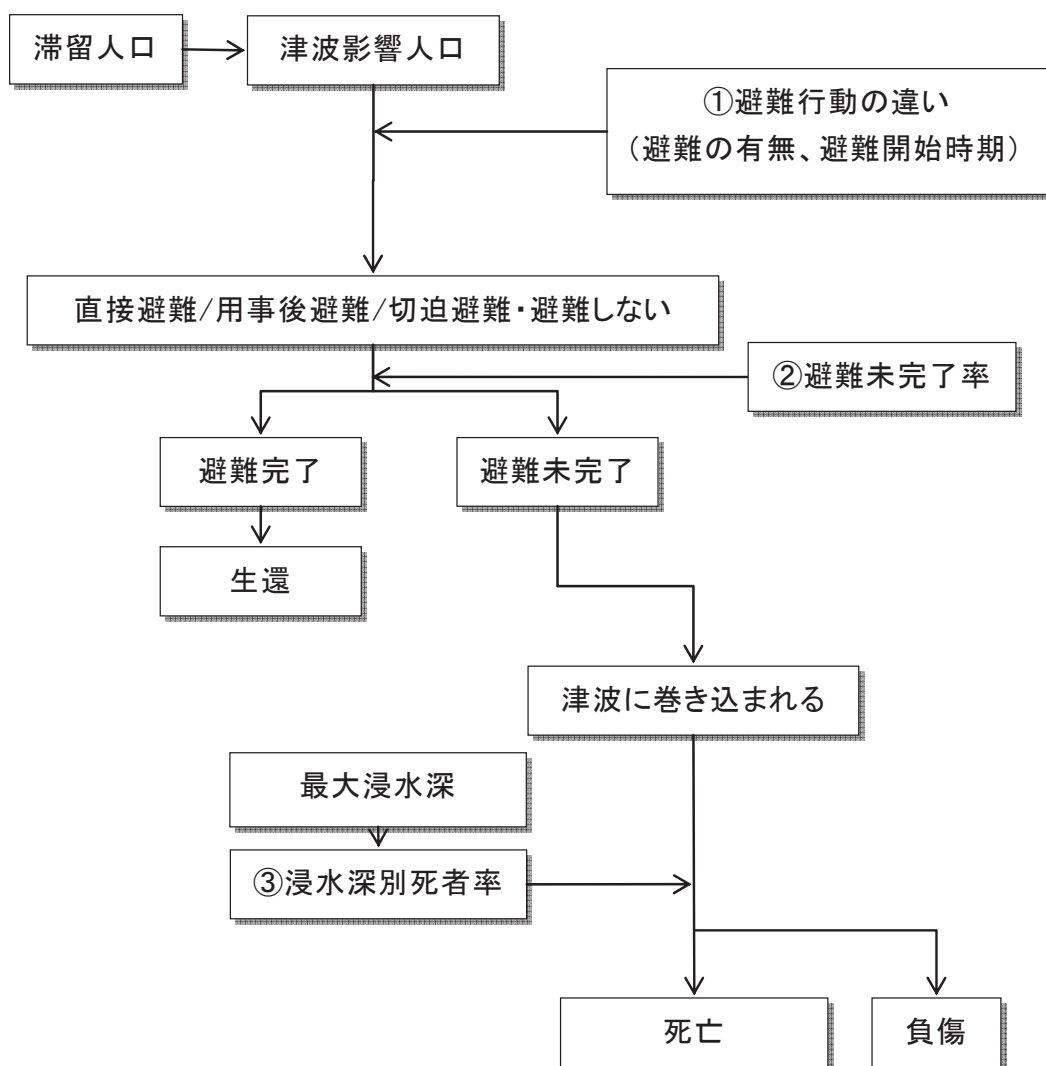 滞留人口
津波影響人口
①避難行動の違い
（避難の有無、避難開始時期）
直接避難/用事後避難/切迫避難・避難しない
②避難未完了率
避難完了
避難未完了
生還
津波に巻き込まれる
最大浸水深
③浸水深別死者率
死亡
負傷